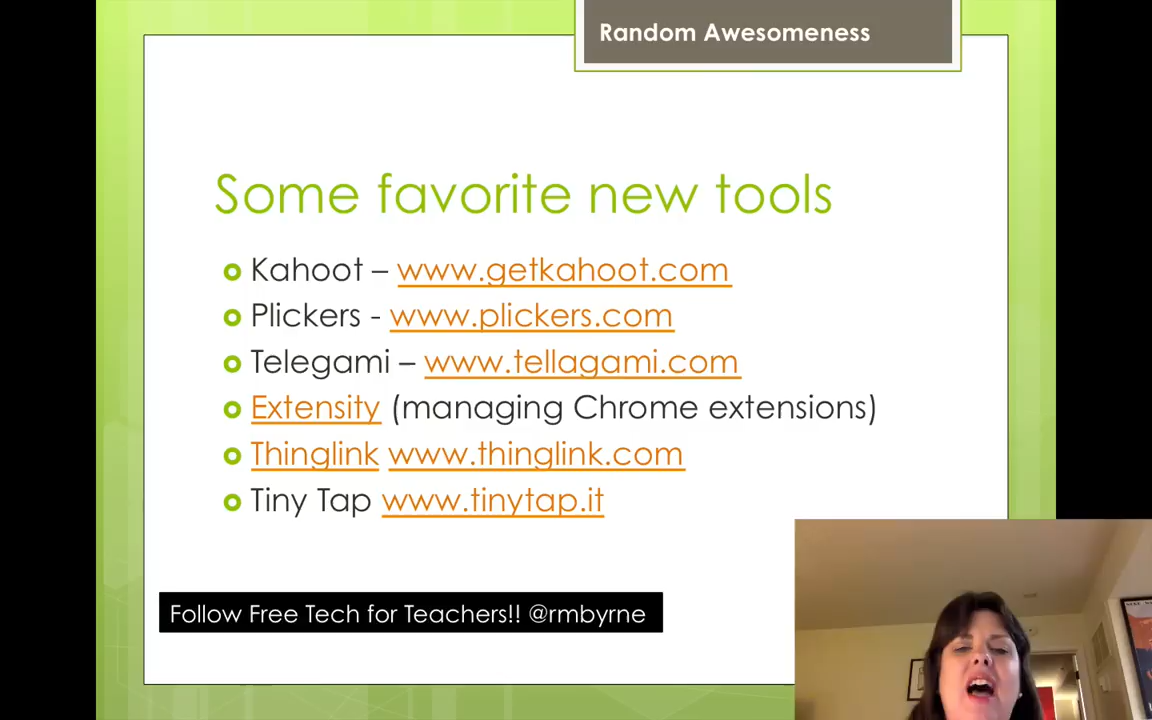 Random Awesomeness
Some favorite new tools
Kahoot – www.getkahoot.com
Plickers - www.plickers.com
Telegami – www.tellagami.com
Extensity (managing Chrome extensions)
Thinglink www.thinglink.com
Tiny Tap www.tinytap.it
Follow Free Tech for Teachers!! @rmbyrne